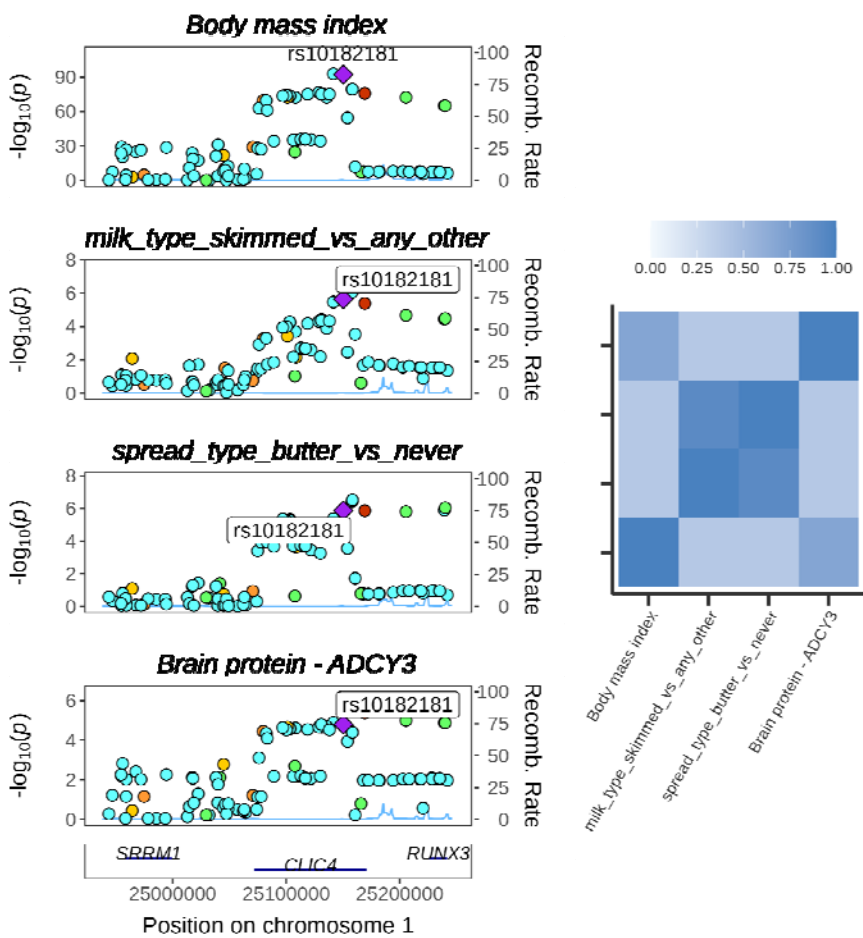 Body mass index
rs10182181
-log10(p)
90
60
30
0
100
75
50
25
0
Recomb. Rate
milk_type_skimmed_vs_any_other
rs10182181
-log10(p)
8
6
4
2
0
100
75
50
25
0
Recomb. Rate
spread_type_butter_vs_never
rs10182181
-log10(p)
8
6
4
2
0
100
75
50
25
0
Recomb. Rate
Brain protein - ADCY3
rs10182181
-log10(p)
6
4
2
0
100
75
50
25
0
Recomb. Rate
SRRM1
CLIC4
RUNX3
25000000 25100000 25200000
Position on chromosome 1
0.00 0.25 0.50 0.75 1.00
Body mass index
milk_type_skimmed_vs_any_other
spread_type_butter_vs_never
Brain protein - ADCY3